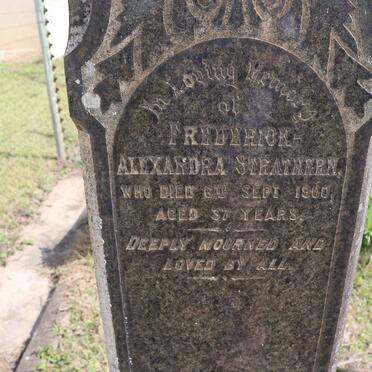 In Loving Memory
of
FREDERICK
ALEXANDRA STRATHERN,
WHO DIED 6TH SEPT 1900,
AGED 37 YEARS.
DEEPLY MOURNED AND
LOVED BY ALL.